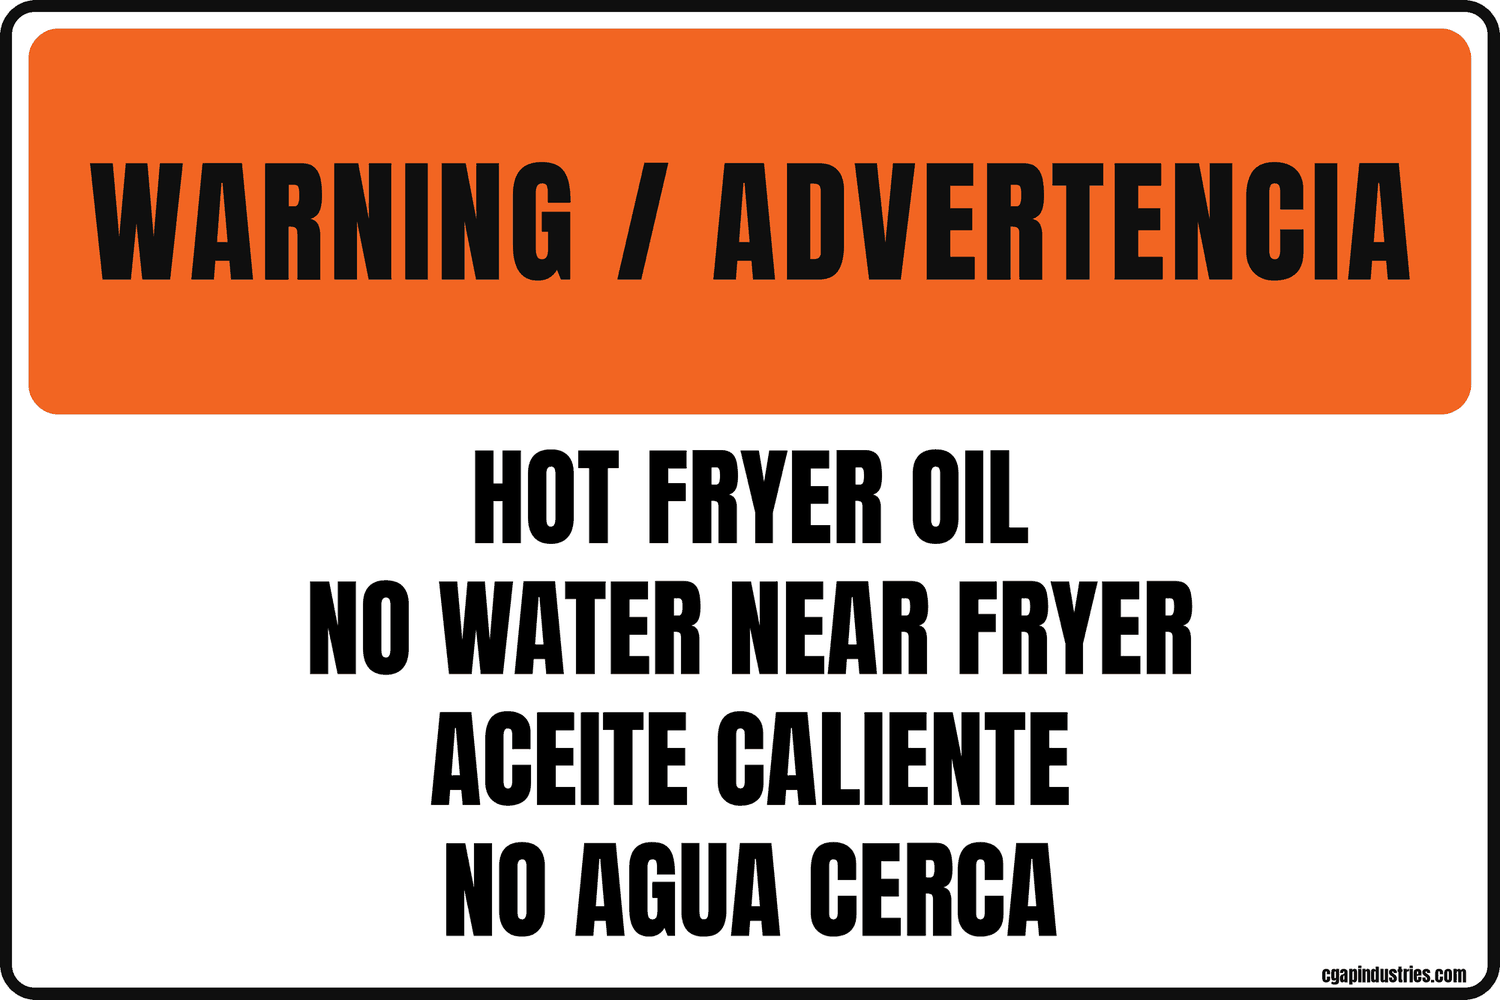 WARNING / ADVERTENCIA
HOT FRYER OIL
NO WATER NEAR FRYER
ACEITE CALIENTE
NO AGUA CERCA
cgapindustries.com